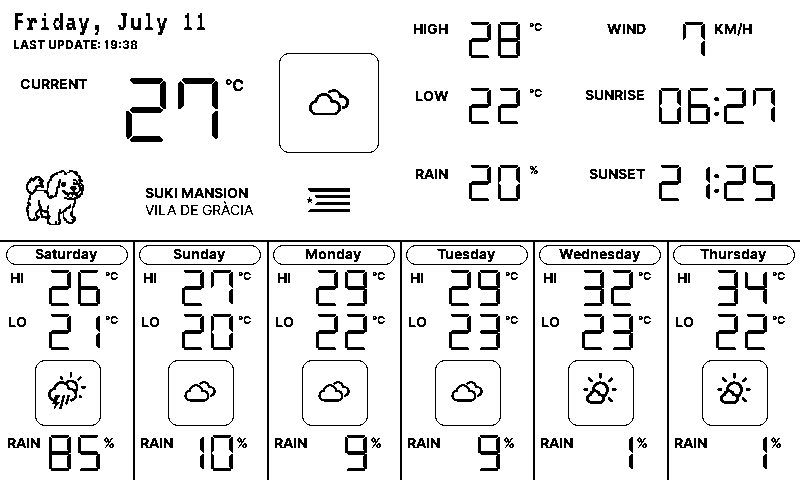 Friday, July 11
LAST UPDATE: 19:38
CURRENT 27 °C
HIGH 28 °C
WIND 7 KM/H
LOW 22 °C
SUNRISE 06:27
RAIN 20 %
SUNSET 21:25
SUKI MANSION
VILA DE GRÀCIA
Saturday
HI 26 °C
LO 21 °C
RAIN 85 %
Sunday
HI 27 °C
LO 20 °C
RAIN 10 %
Monday
HI 29 °C
LO 22 °C
RAIN 9 %
Tuesday
HI 29 °C
LO 23 °C
RAIN 9 %
Wednesday
HI 32 °C
LO 23 °C
RAIN 1 %
Thursday
HI 34 °C
LO 22 °C
RAIN 1 %